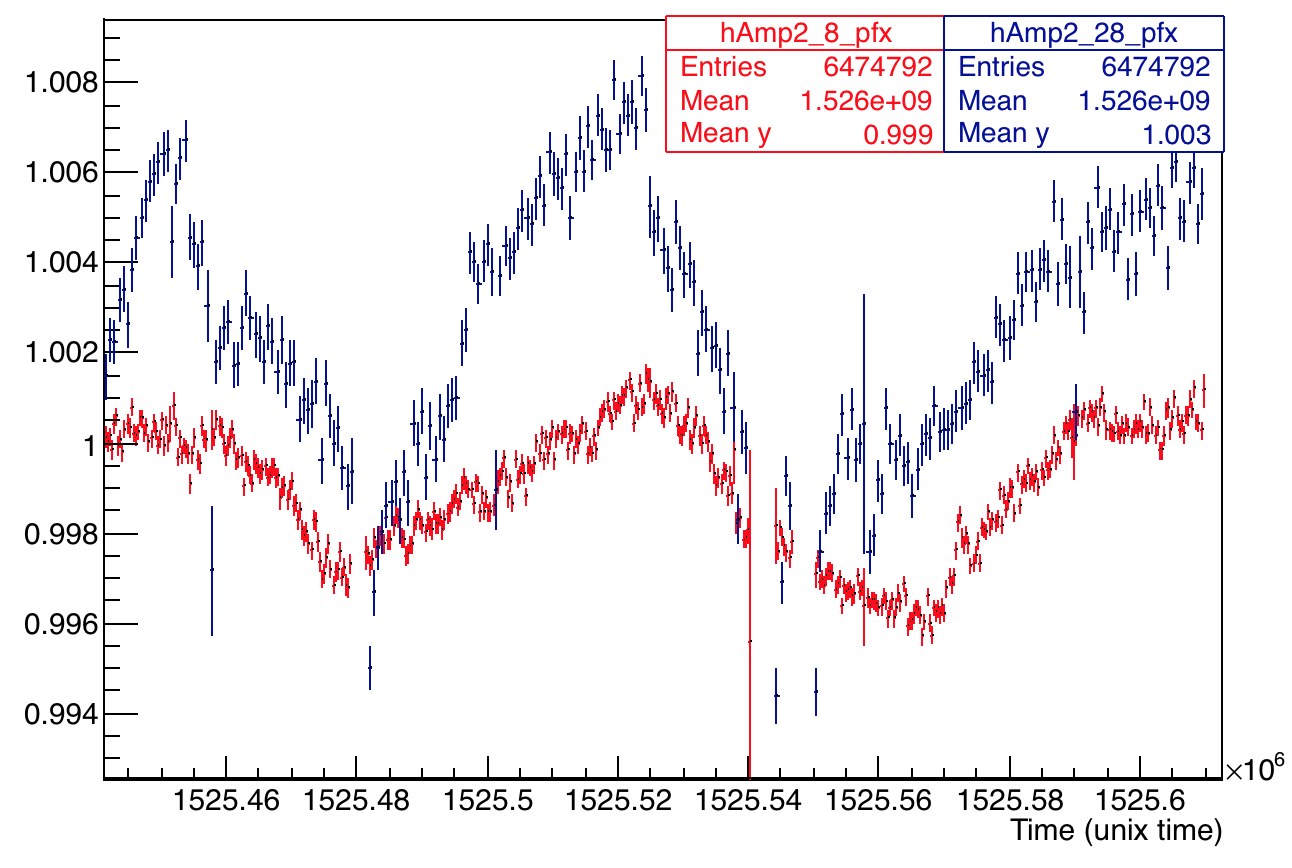 hAmp2_8_pfx hAmp2_28_pfx
Entries 6474792 Entries 6474792
Mean 1.526e+09 Mean 1.526e+09
Mean y 0.999 Mean y 1.003
1.008
1.006
1.004
1.002
1
0.998
0.996
0.994
×10⁶
1525.46 1525.48 1525.5 1525.52 1525.54 1525.56 1525.58 1525.6
Time (unix time)